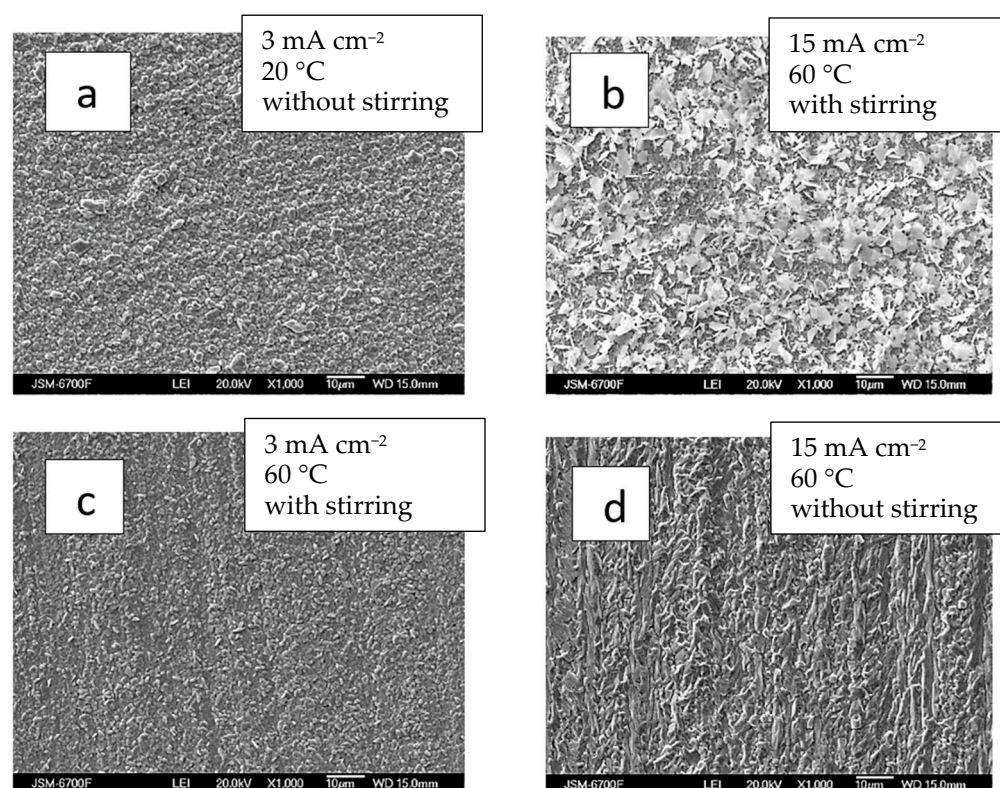 a
3 mA cm⁻²
20 °C
without stirring
JSM-6700F LEI 20.0kV X1,000 10μm WD 15.0mm
b
15 mA cm⁻²
60 °C
with stirring
JSM-6700F LEI 20.0kV X1,000 10μm WD 15.0mm
c
3 mA cm⁻²
60 °C
with stirring
JSM-6700F LEI 20.0kV X1,000 10μm WD 15.0mm
d
15 mA cm⁻²
60 °C
without stirring
JSM-6700F LEI 20.0kV X1,000 10μm WD 15.0mm